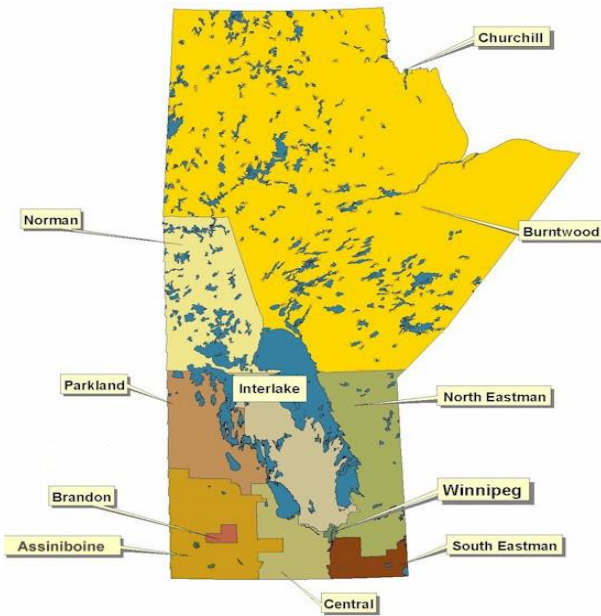 Churchill
Norman
Burntwood
Parkland
Interlake
North Eastman
Brandon
Winnipeg
Assiniboine
South Eastman
Central